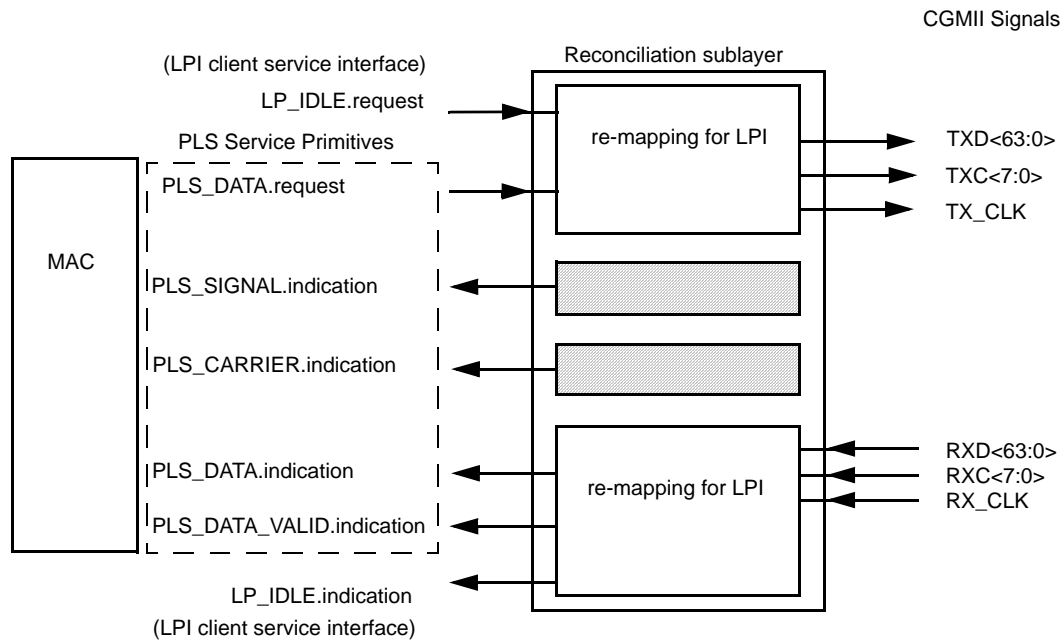 CGMII Signals
Reconciliation sublayer
(LPI client service interface)
LP_IDLE.request
re-mapping for LPI
TXD<63:0>
PLS Service Primitives
PLS_DATA.request
TXC<7:0>
TX_CLK
MAC
PLS_SIGNAL.indication
PLS_CARRIER.indication
RXD<63:0>
PLS_DATA.indication
re-mapping for LPI
RXC<7:0>
RX_CLK
PLS_DATA_VALID.indication
LP_IDLE.indication
(LPI client service interface)